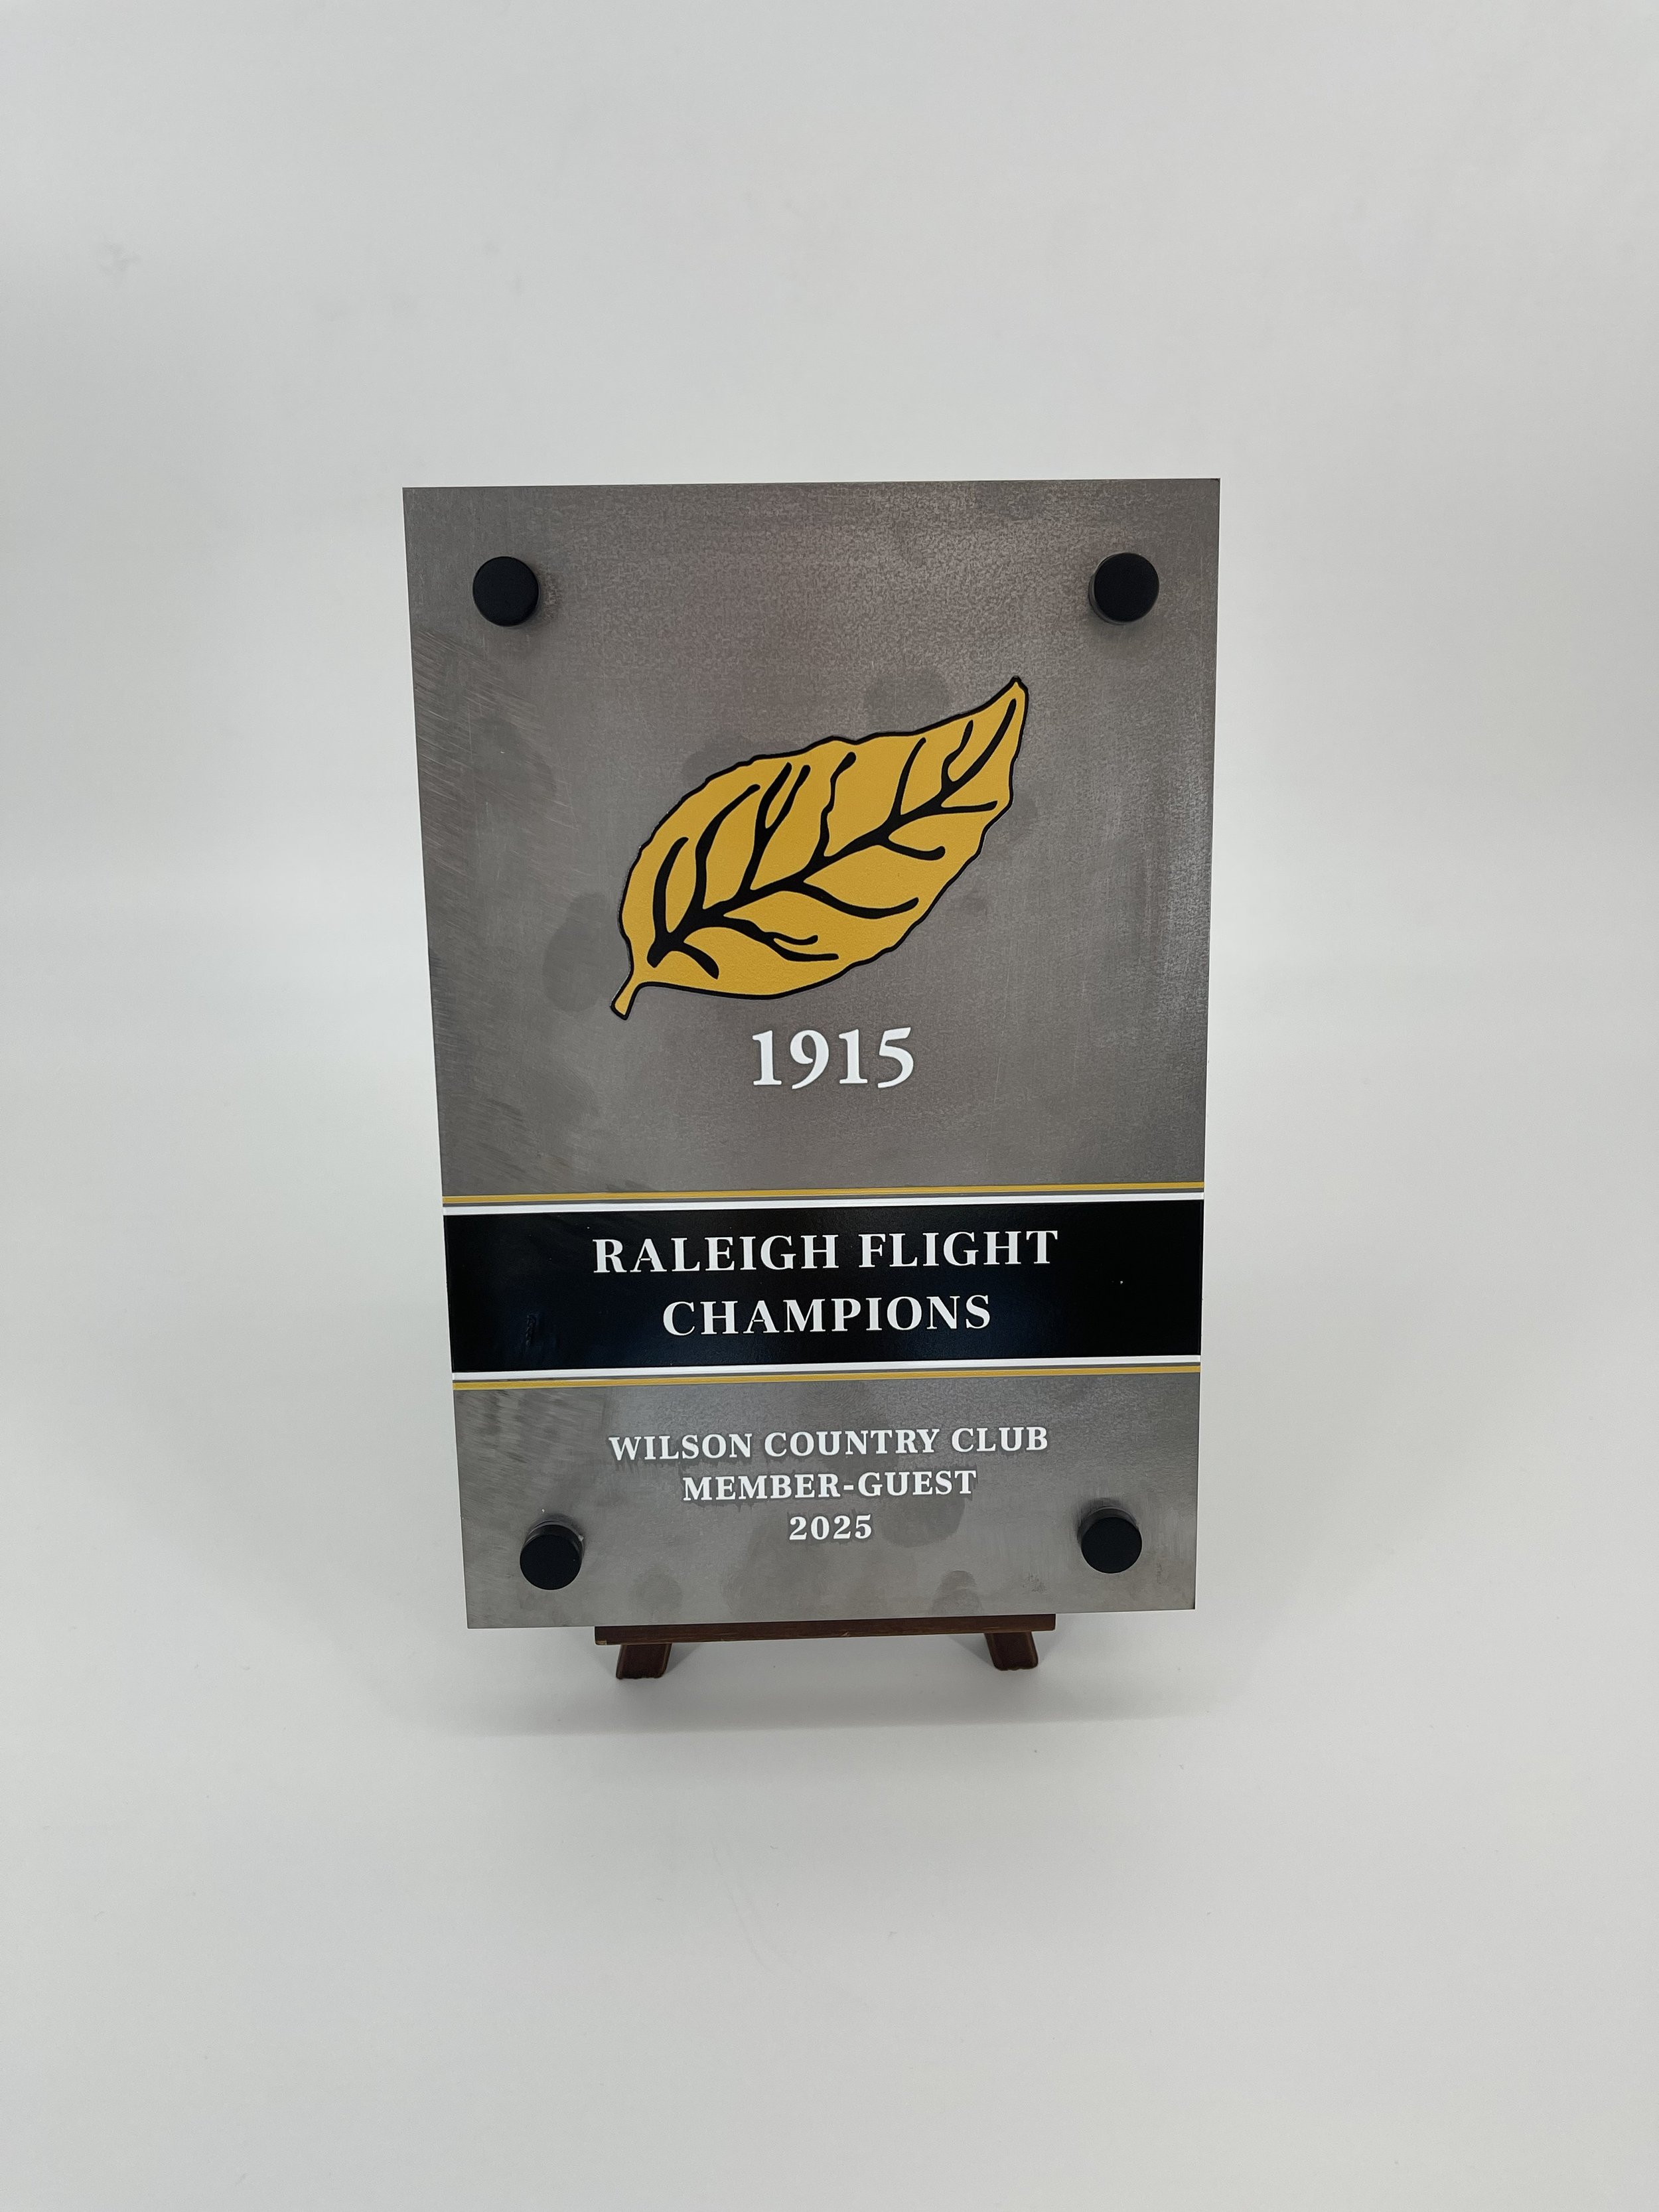 1915
RALEIGH FLIGHT
CHAMPIONS
WILSON COUNTRY CLUB
MEMBER-GUEST
2025